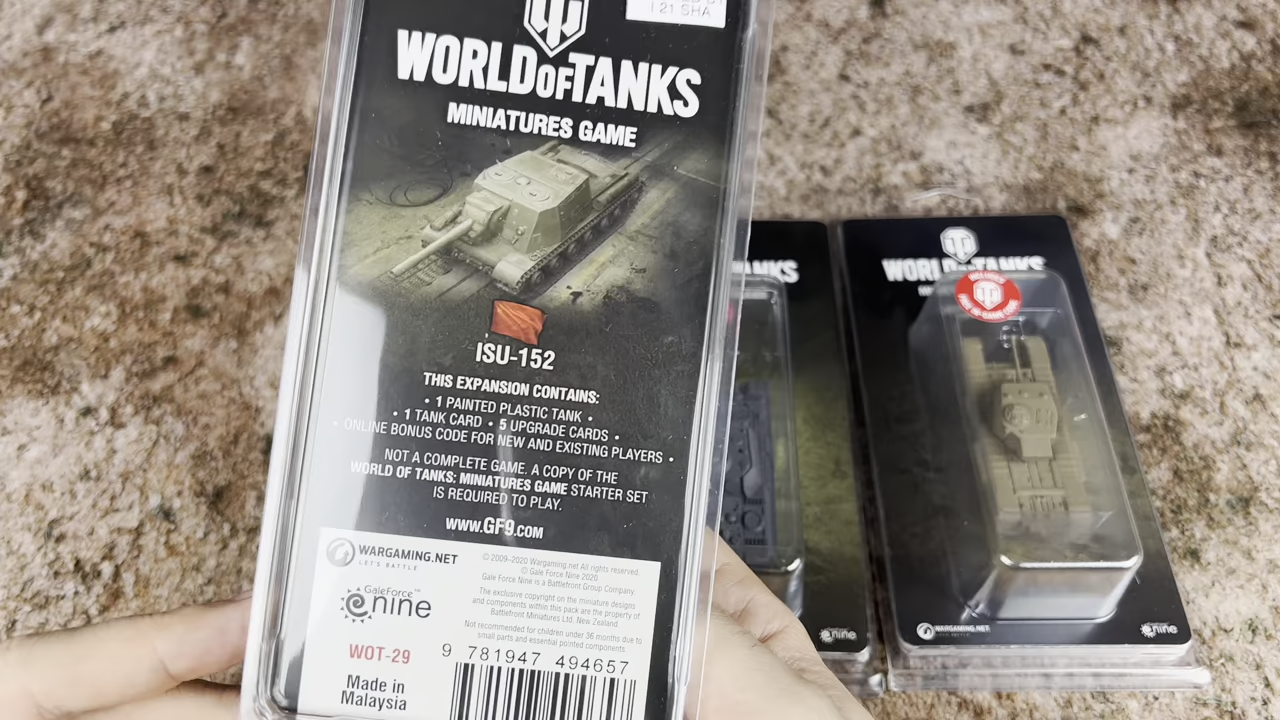 I 21 SHA
WORLD OF TANKS
MINIATURES GAME
ISU-152
THIS EXPANSION CONTAINS:
• 1 PAINTED PLASTIC TANK •
• 1 TANK CARD • 5 UPGRADE CARDS •
• ONLINE BONUS CODE FOR NEW AND EXISTING PLAYERS •
NOT A COMPLETE GAME. A COPY OF THE
WORLD OF TANKS: MINIATURES GAME STARTER SET
IS REQUIRED TO PLAY.
WWW.GF9.COM
WARGAMING.NET
LET'S BATTLE
GaleForce™
nine
© 2009–2020 Wargaming.net All rights reserved.
© Gale Force Nine 2020
Gale Force Nine is a Battlefront Group Company.
The exclusive copyright on the miniature designs
and components within this pack are the property of
Battlefront Miniatures Ltd. New Zealand.
Not recommended for children under 36 months due to
small parts and essential pointed components.
WOT-29
Made in
Malaysia
9 781947 494657
TANKS
nine
WORLD OF TANKS
WARGAMING.NET
nine